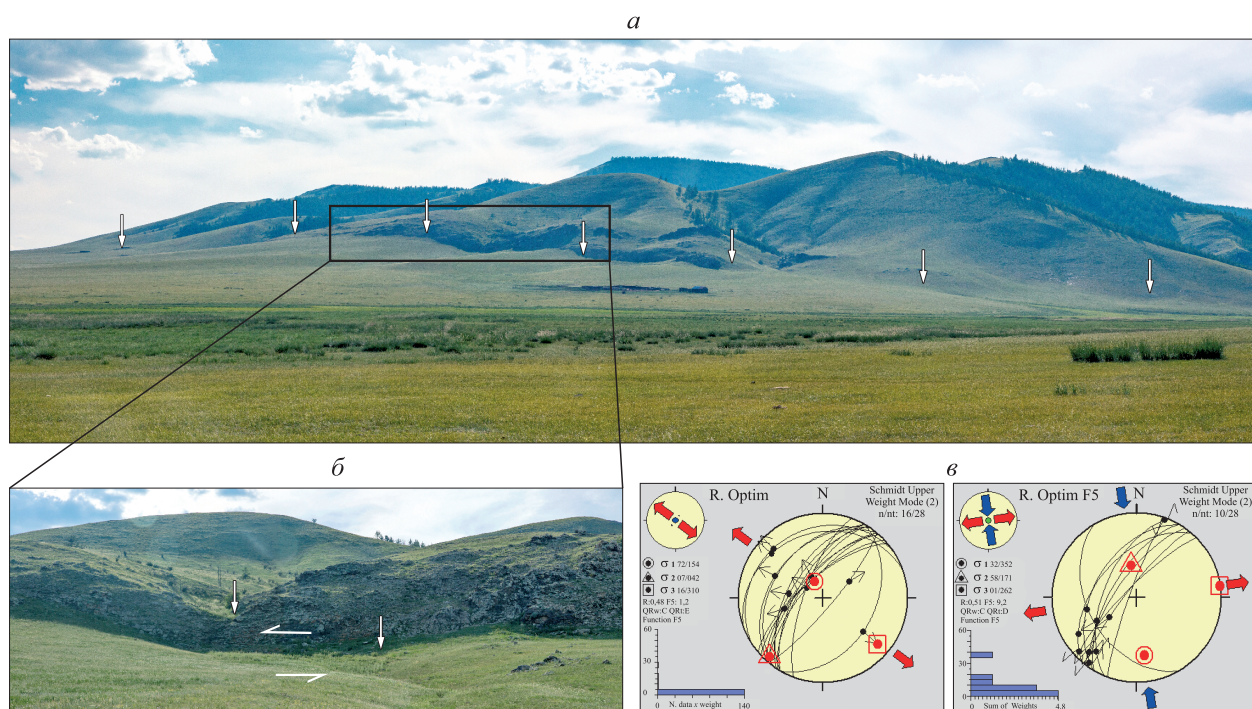 а
б
в
R. Optim
N
Schmidt Upper
Weight Mode (2)
n/nt: 16/28
σ 1 72/154
σ 2 07/042
σ 3 16/310
R:0,48 F5: 1,2
QRw:C QRt:E
Function F5
60
30
0
N. data x weight
140
R. Optim F5
N
Schmidt Upper
Weight Mode (2)
n/nt: 10/28
σ 1 32/352
σ 2 58/171
σ 3 01/262
R:0,51 F5: 9,2
QRw:C QRt:D
Function F5
60
30
0
Sum of Weights
4.8